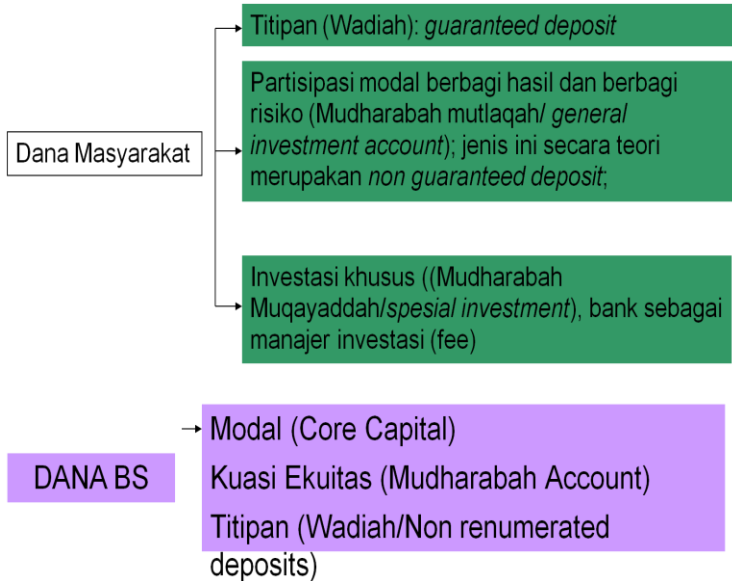 Titipan (Wadiah): guaranteed deposit
Partisipasi modal berbagi hasil dan berbagi
risiko (Mudharabah mutlaqah/ general
investment account); jenis ini secara teori
merupakan non guaranteed deposit;
Dana Masyarakat
Investasi khusus ((Mudharabah
Muqayaddah/spesial investment), bank sebagai
manajer investasi (fee)
DANA BS
Modal (Core Capital)
Kuasi Ekuitas (Mudharabah Account)
Titipan (Wadiah/Non renumerated
deposits)